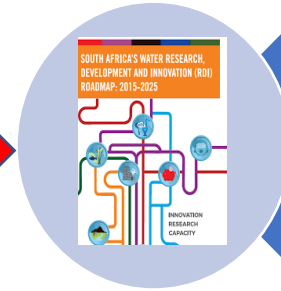 SOUTH AFRICA'S WATER RESEARCH,
DEVELOPMENT AND INNOVATION (RDI)
ROADMAP: 2015-2025
INNOVATION
RESEARCH
CAPACITY